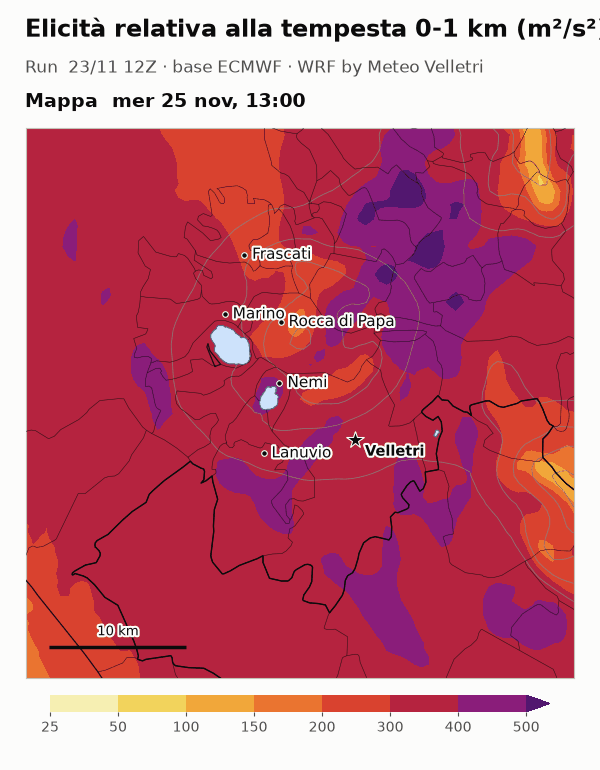 Elicità relativa alla tempesta 0-1 km (m²/s²)
Run  23/11 12Z · base ECMWF · WRF by Meteo Velletri
Mappa  mer 25 nov, 13:00
Frascati
Marino
Rocca di Papa
Nemi
Lanuvio
Velletri
10 km
25 50 100 150 200 300 400 500